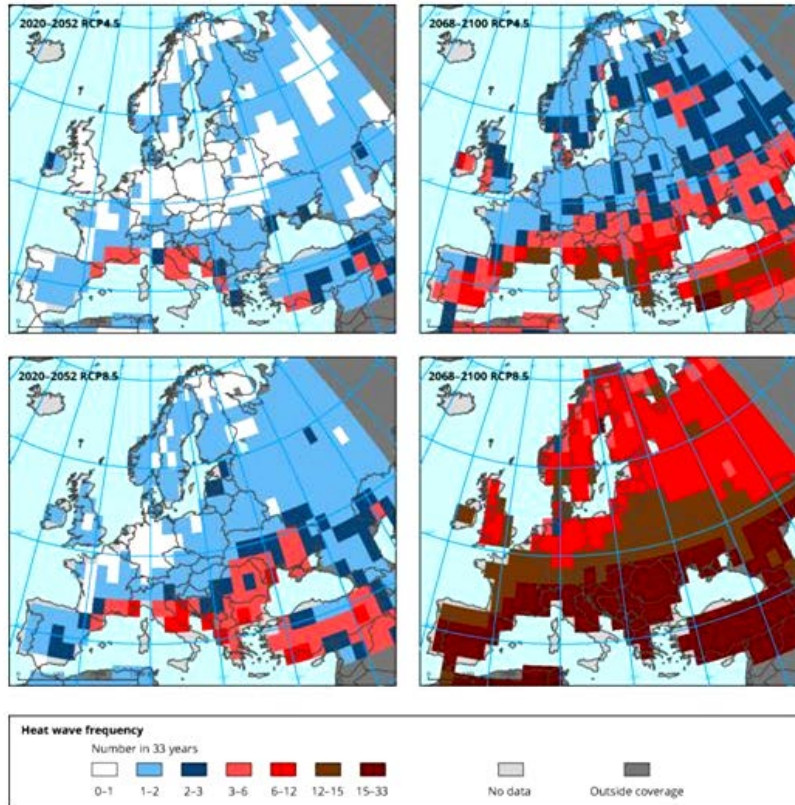 2020–2052 RCP4.5
2068–2100 RCP4.5
2020–2052 RCP8.5
2068–2100 RCP8.5
Heat wave frequency
Number in 33 years
0–1
1–2
2–3
3–6
6–12
12–15
15–33
No data
Outside coverage